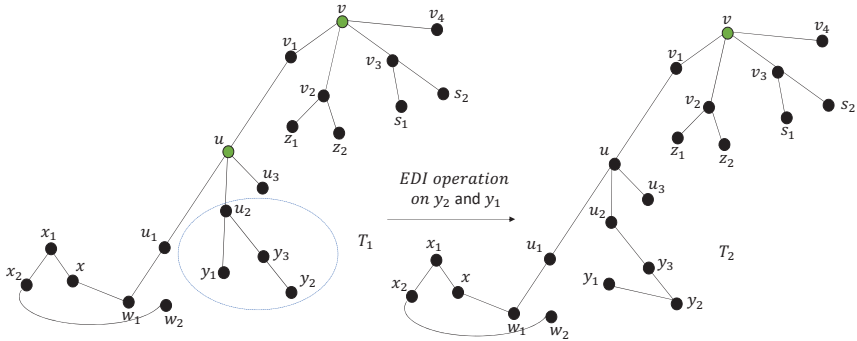 v
v₄
v₁
v₃
v₂
s₂
s₁
z₁
z₂
u
u₃
u₂
u₁
x₁
y₃
y₁
x₂
x
y₂
w₁
w₂
T₁
EDI operation
on y₂ and y₁
v
v₄
v₁
v₃
v₂
s₂
s₁
z₁
z₂
u
u₃
u₂
u₁
x₁
y₃
y₁
x₂
x
y₂
w₁
w₂
T₂